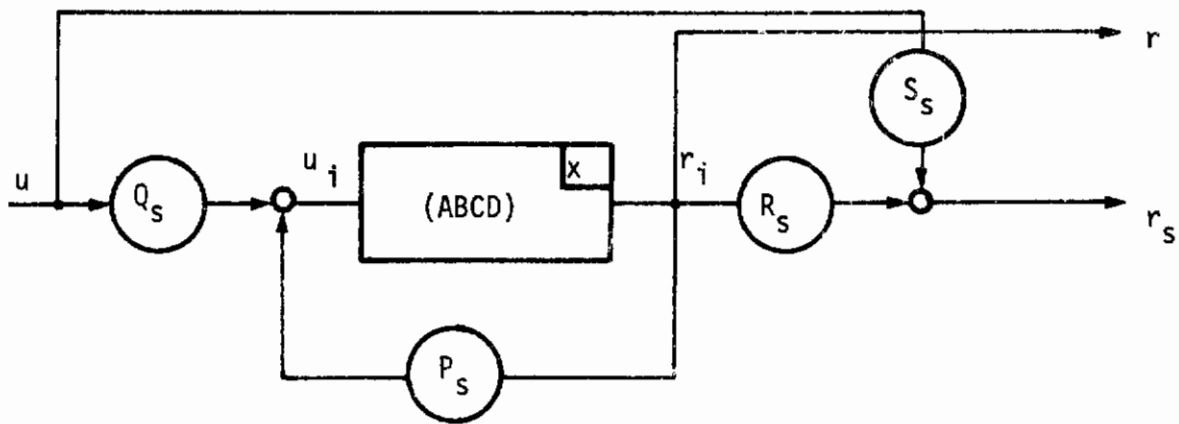 r
S_s
u
Q_s
u_i
(ABCD)
x
r_i
R_s
r_s
P_s